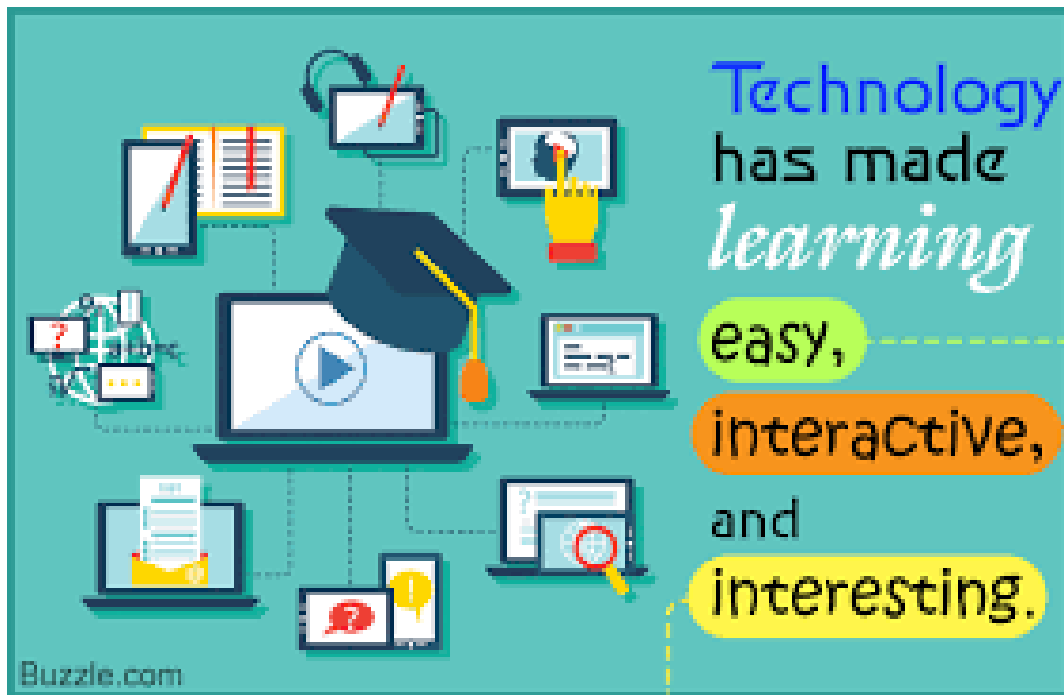 Technology
has made
learning
easy,
interactive,
and
interesting.
?
?
!
?
Buzzle.com